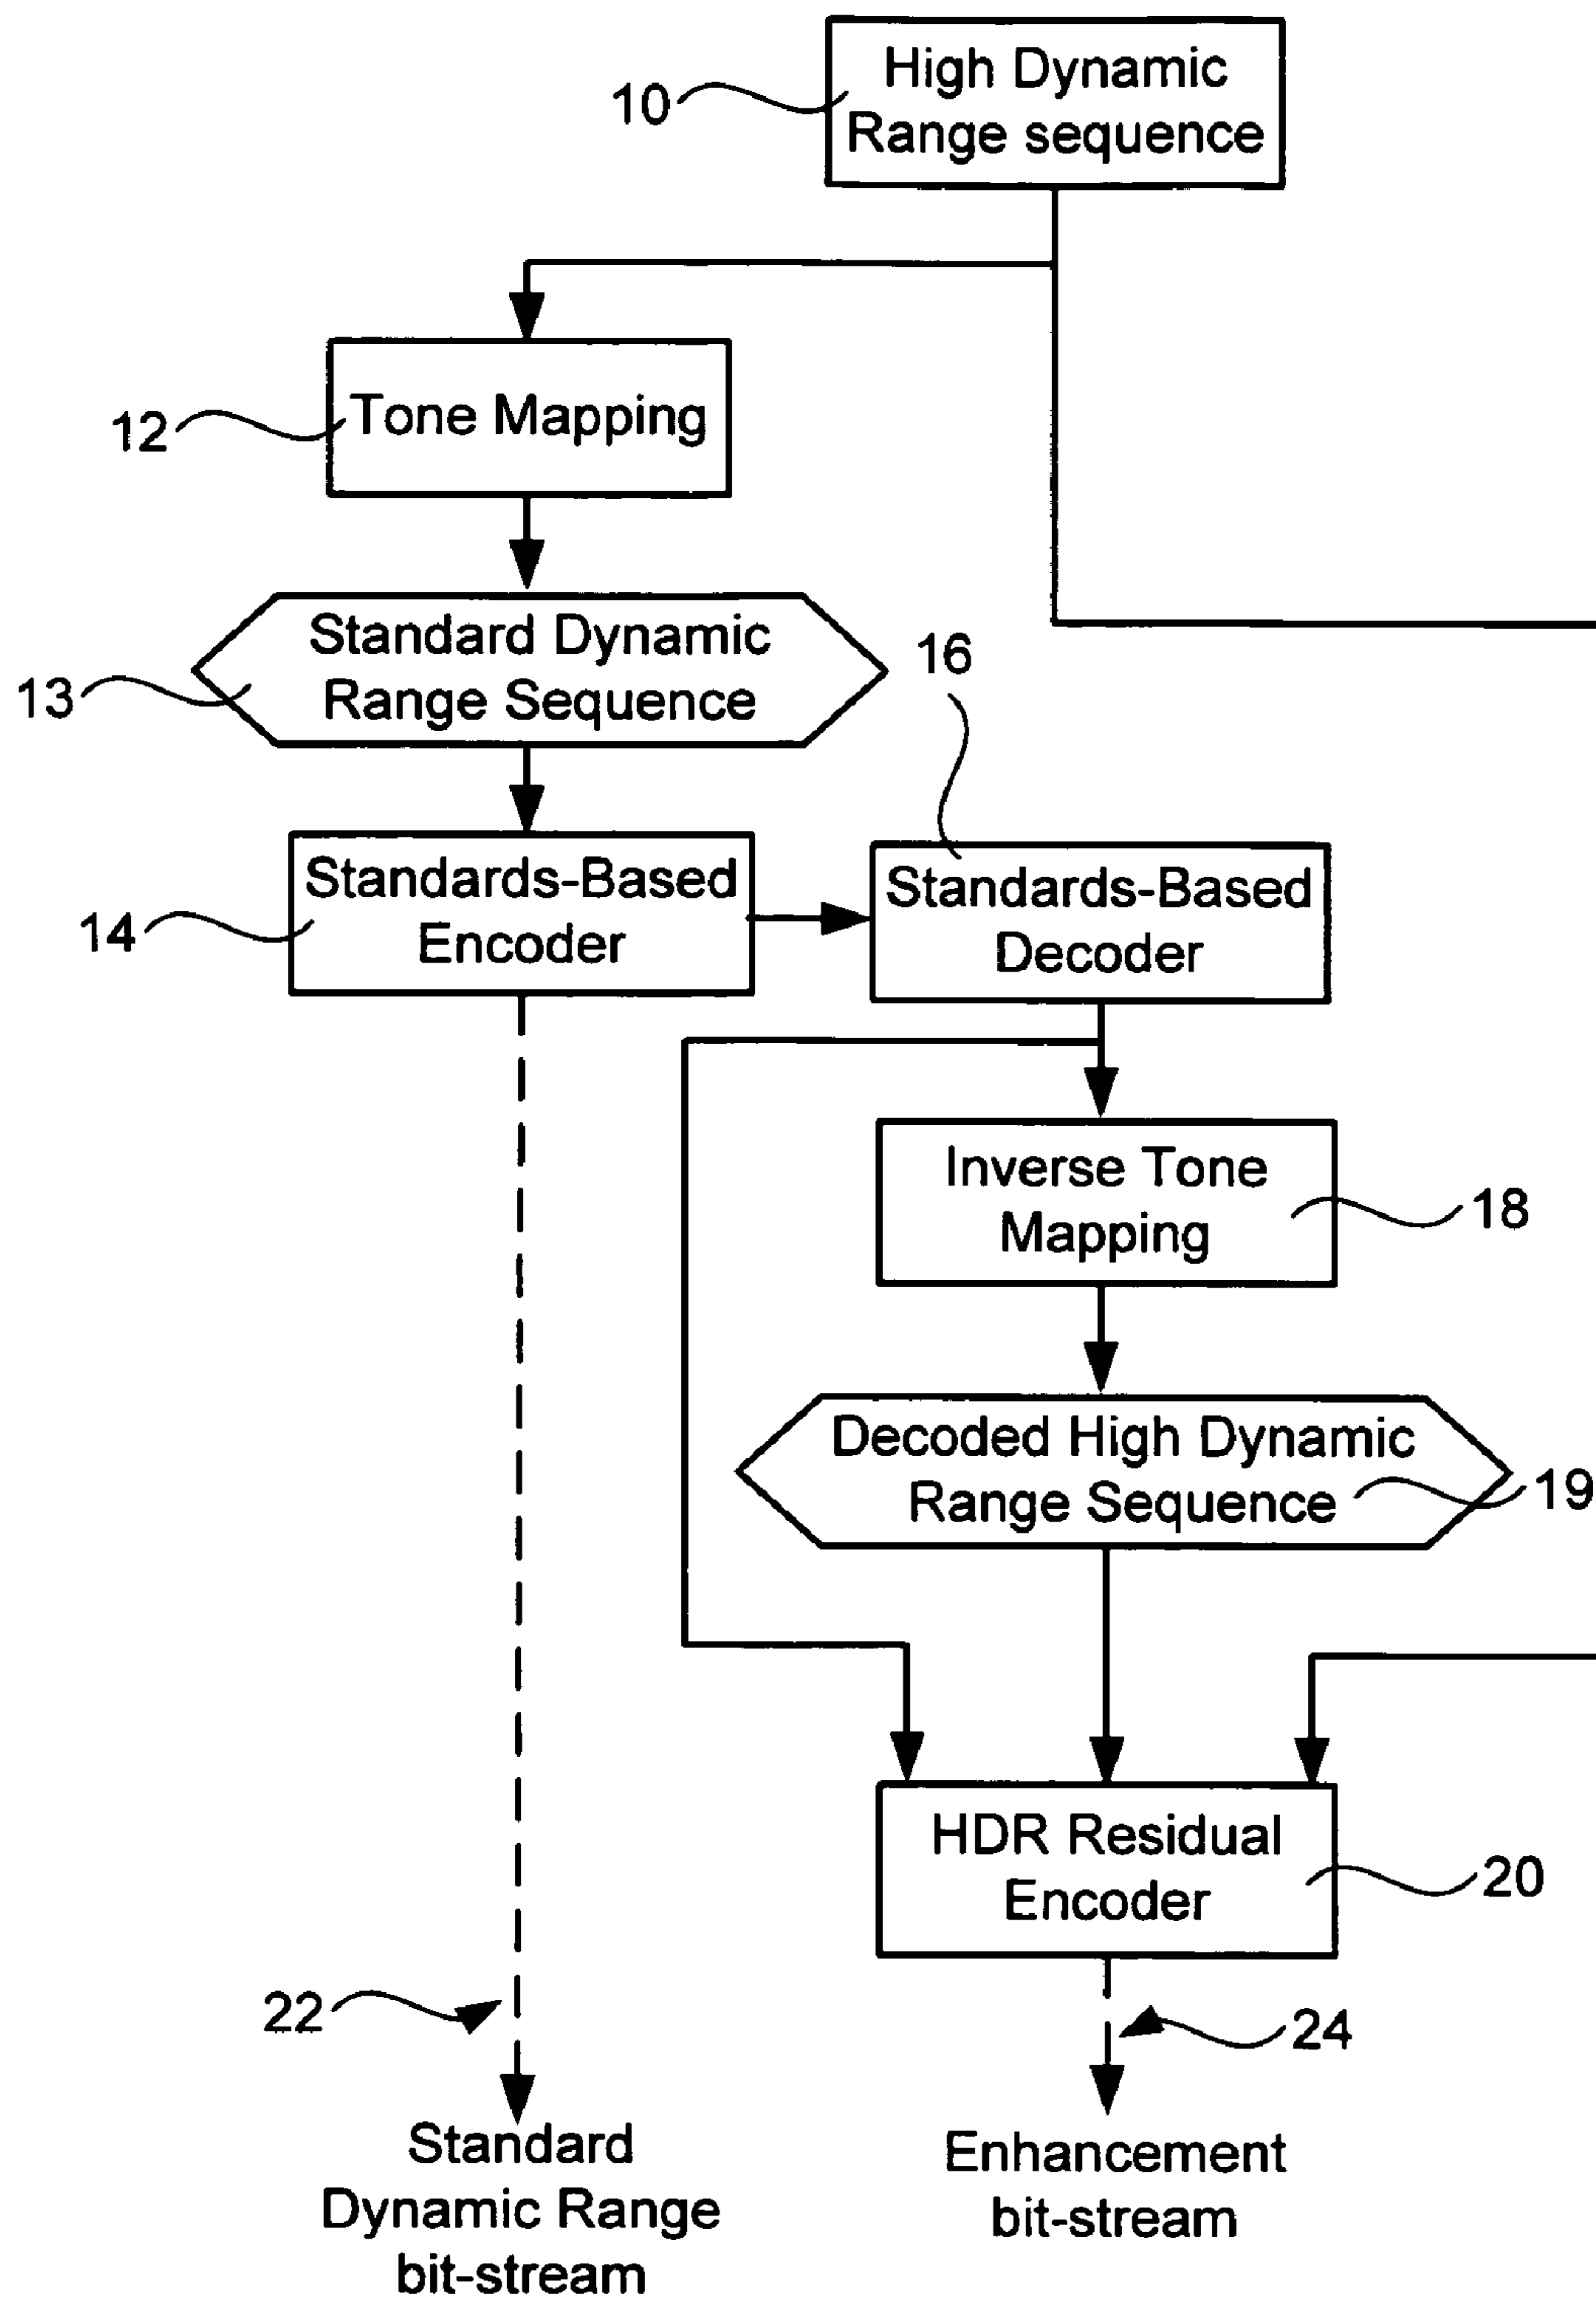 High Dynamic
Range sequence
10
Tone Mapping
12
Standard Dynamic
Range Sequence
13
16
Standards-Based
Encoder
14
Standards-Based
Decoder
Inverse Tone
Mapping
18
Decoded High Dynamic
Range Sequence
19
HDR Residual
Encoder
20
22
24
Standard
Dynamic Range
bit-stream
Enhancement
bit-stream